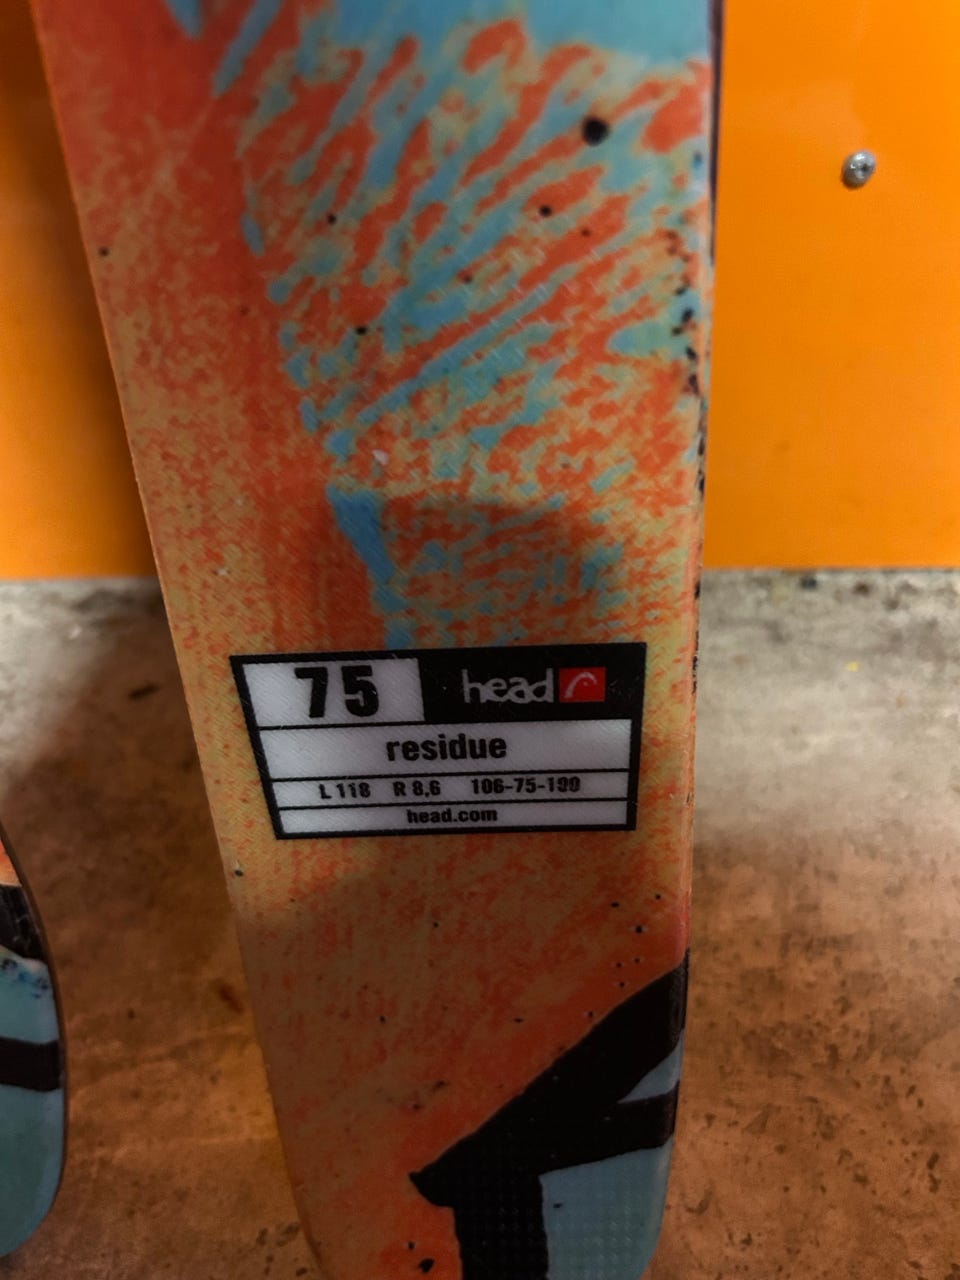 75 head
residue
L 118 R 8,6 106-75-100
head.com